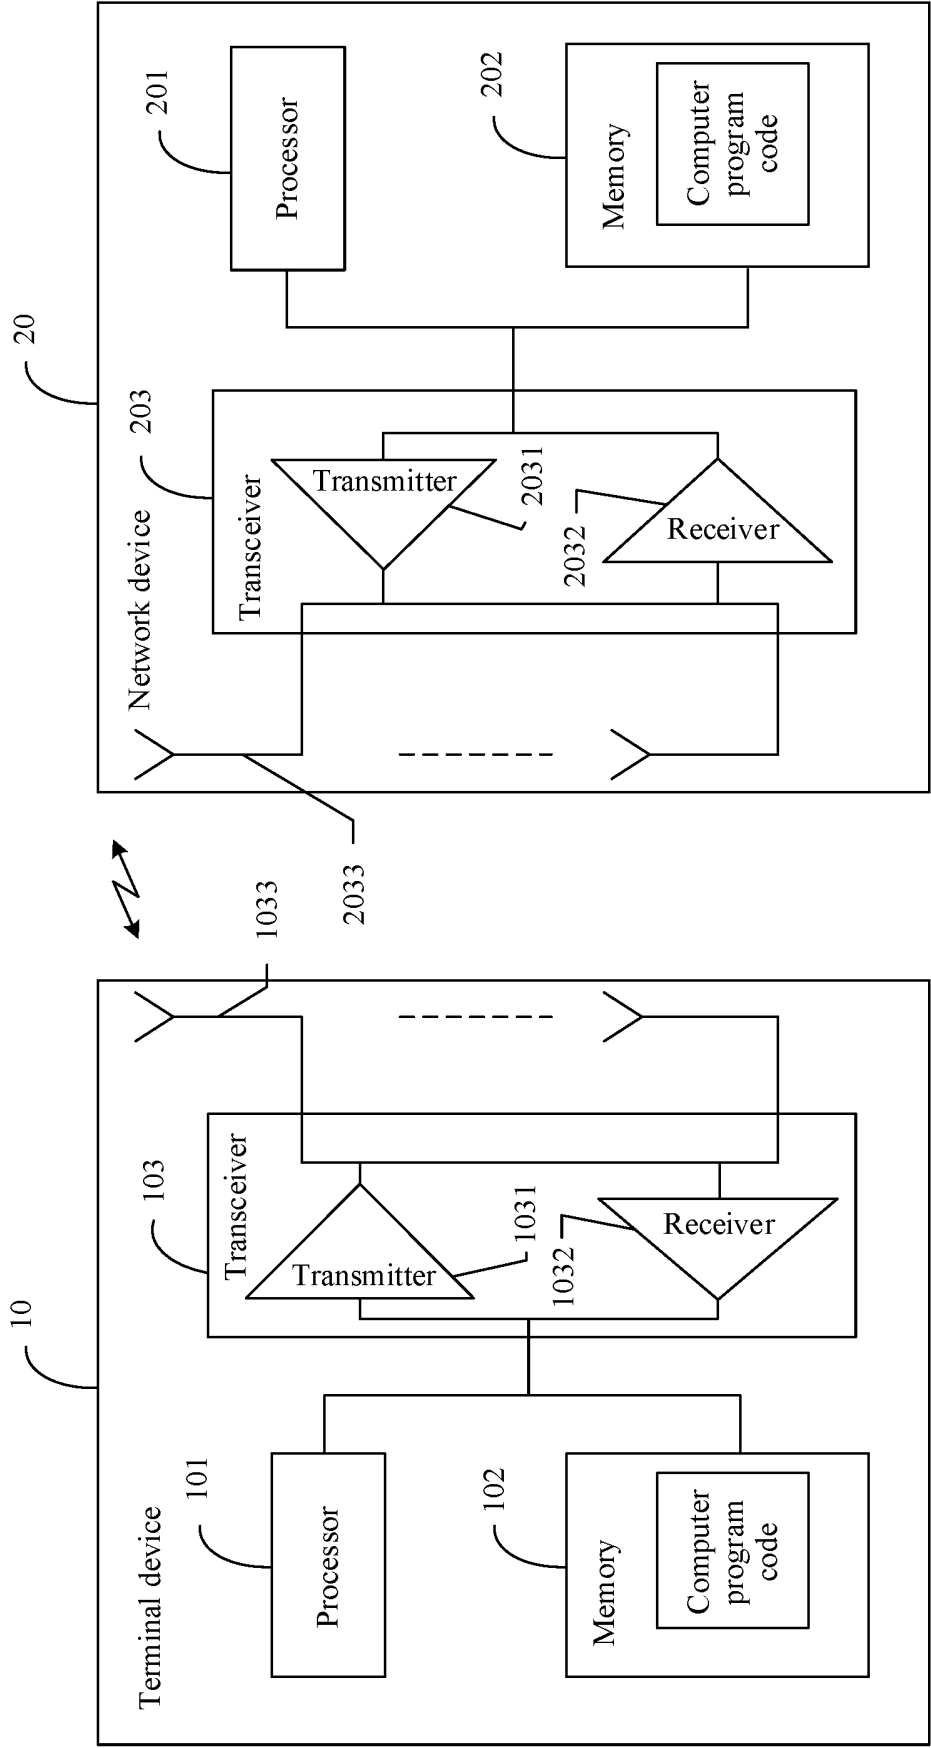 10
20
Terminal device
Network device
101
Processor
102
Memory
Computer
program
code
103
Transceiver
Transmitter
1031
1032
Receiver
1033
2033
203
Transceiver
Transmitter
2031
2032
Receiver
201
Processor
202
Memory
Computer
program
code